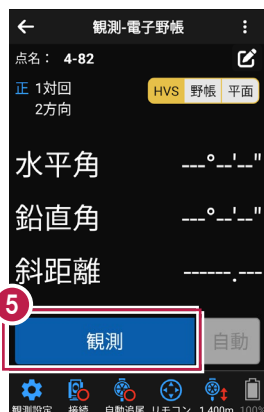 観測-電子野帳
点名： 4-82
正 1対回
2方向
HVS 野帳 平面
水平角 ---°--'--"
鉛直角 ---°--'--"
斜距離 ------.---
5
観測 自動
観測設定 接続 自動追尾 リモコン 1.400m 100